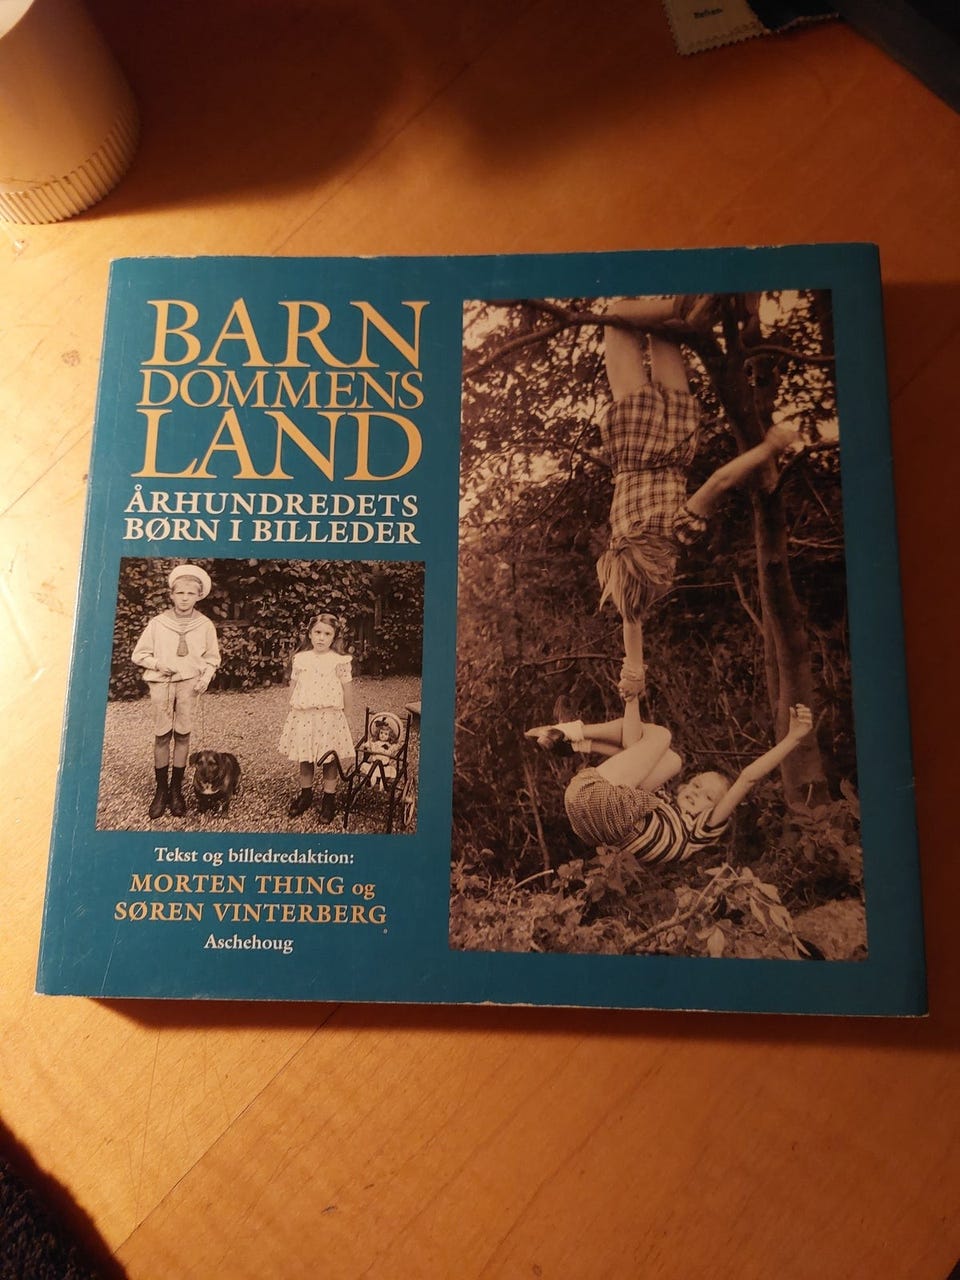 BARN
DOMMENS
LAND
ÅRHUNDREDETS
BØRN I BILLEDER
Tekst og billedredaktion:
MORTEN THING og
SØREN VINTERBERG
Aschehoug